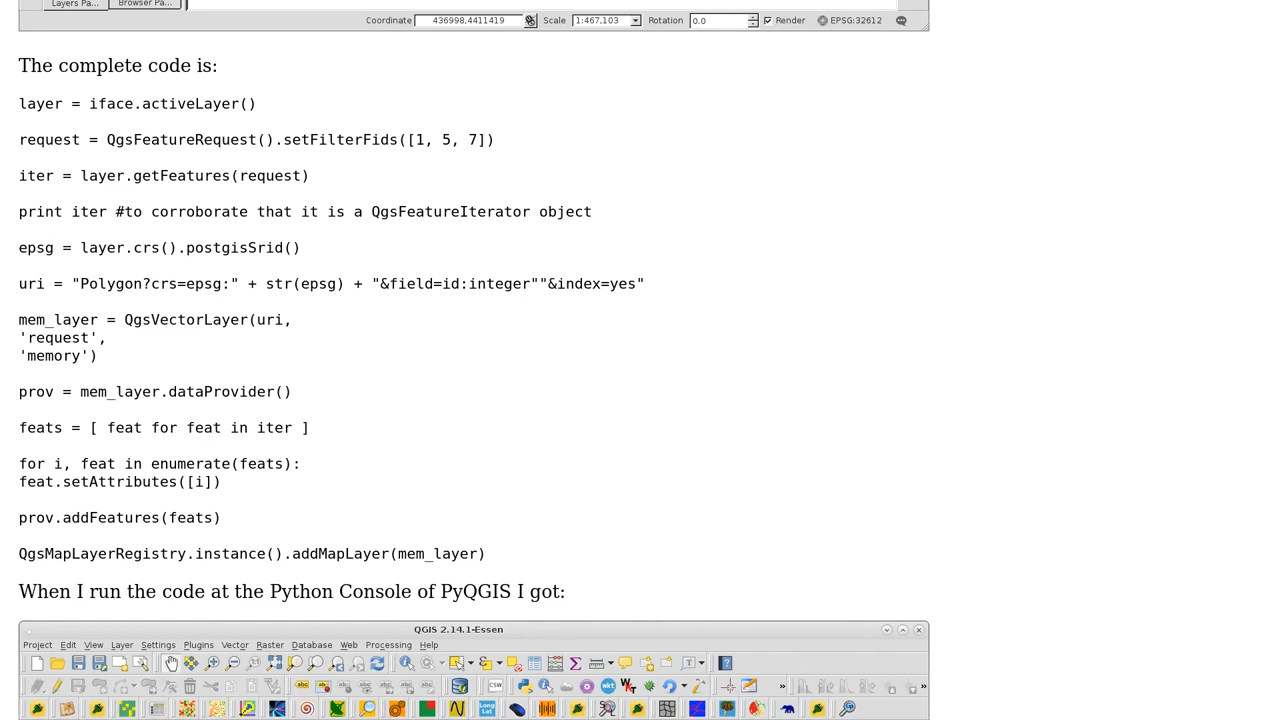 Layers Pa...
Browser Pa...
Coordinate 436998,4411419 Scale 1:467,103 Rotation 0.0 Render EPSG:32612
The complete code is:
layer = iface.activeLayer()
request = QgsFeatureRequest().setFilterFids([1, 5, 7])
iter = layer.getFeatures(request)
print iter #to corroborate that it is a QgsFeatureIterator object
epsg = layer.crs().postgisSrid()
uri = "Polygon?crs=epsg:" + str(epsg) + "&field=id:integer""&index=yes"
mem_layer = QgsVectorLayer(uri,
'request',
'memory')
prov = mem_layer.dataProvider()
feats = [ feat for feat in iter ]
for i, feat in enumerate(feats):
feat.setAttributes([i])
prov.addFeatures(feats)
QgsMapLayerRegistry.instance().addMapLayer(mem_layer)
When I run the code at the Python Console of PyQGIS I got:
QGIS 2.14.1-Essen
Project Edit View Layer Settings Plugins Vector Raster Database Web Processing Help
abc abc CSW wkt
Long Lat